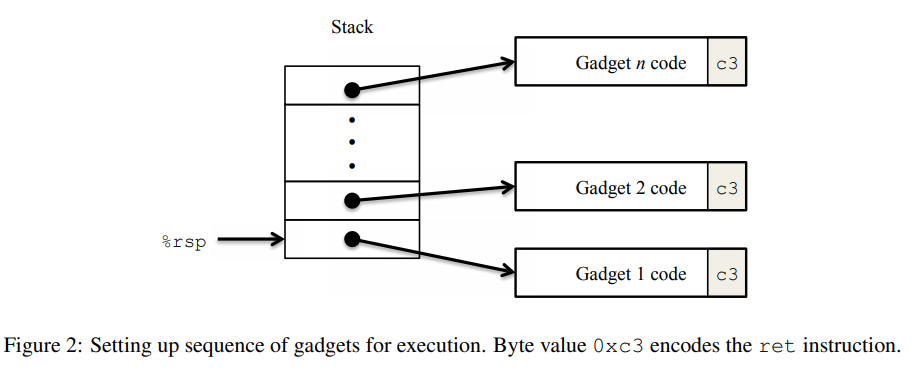 Stack
Gadget n code c3
Gadget 2 code c3
%rsp
Gadget 1 code c3
Figure 2: Setting up sequence of gadgets for execution. Byte value 0xc3 encodes the ret instruction.